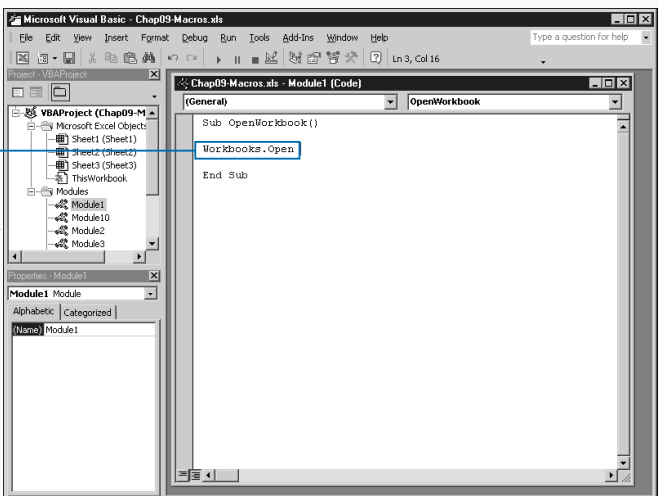 Microsoft Visual Basic - Chap09-Macros.xls
File Edit View Insert Format Debug Run Tools Add-Ins Window Help
Type a question for help
Ln 3, Col 16
Project - VBAProject
VBAProject (Chap09-M
Microsoft Excel Objects
Sheet1 (Sheet1)
Sheet2 (Sheet2)
Sheet3 (Sheet3)
ThisWorkbook
Modules
Module1
Module10
Module2
Module3
Properties - Module1
Module1 Module
Alphabetic Categorized
(Name) Module1
Chap09-Macros.xls - Module1 (Code)
(General) OpenWorkbook
Sub OpenWorkbook()
Workbooks.Open
End Sub